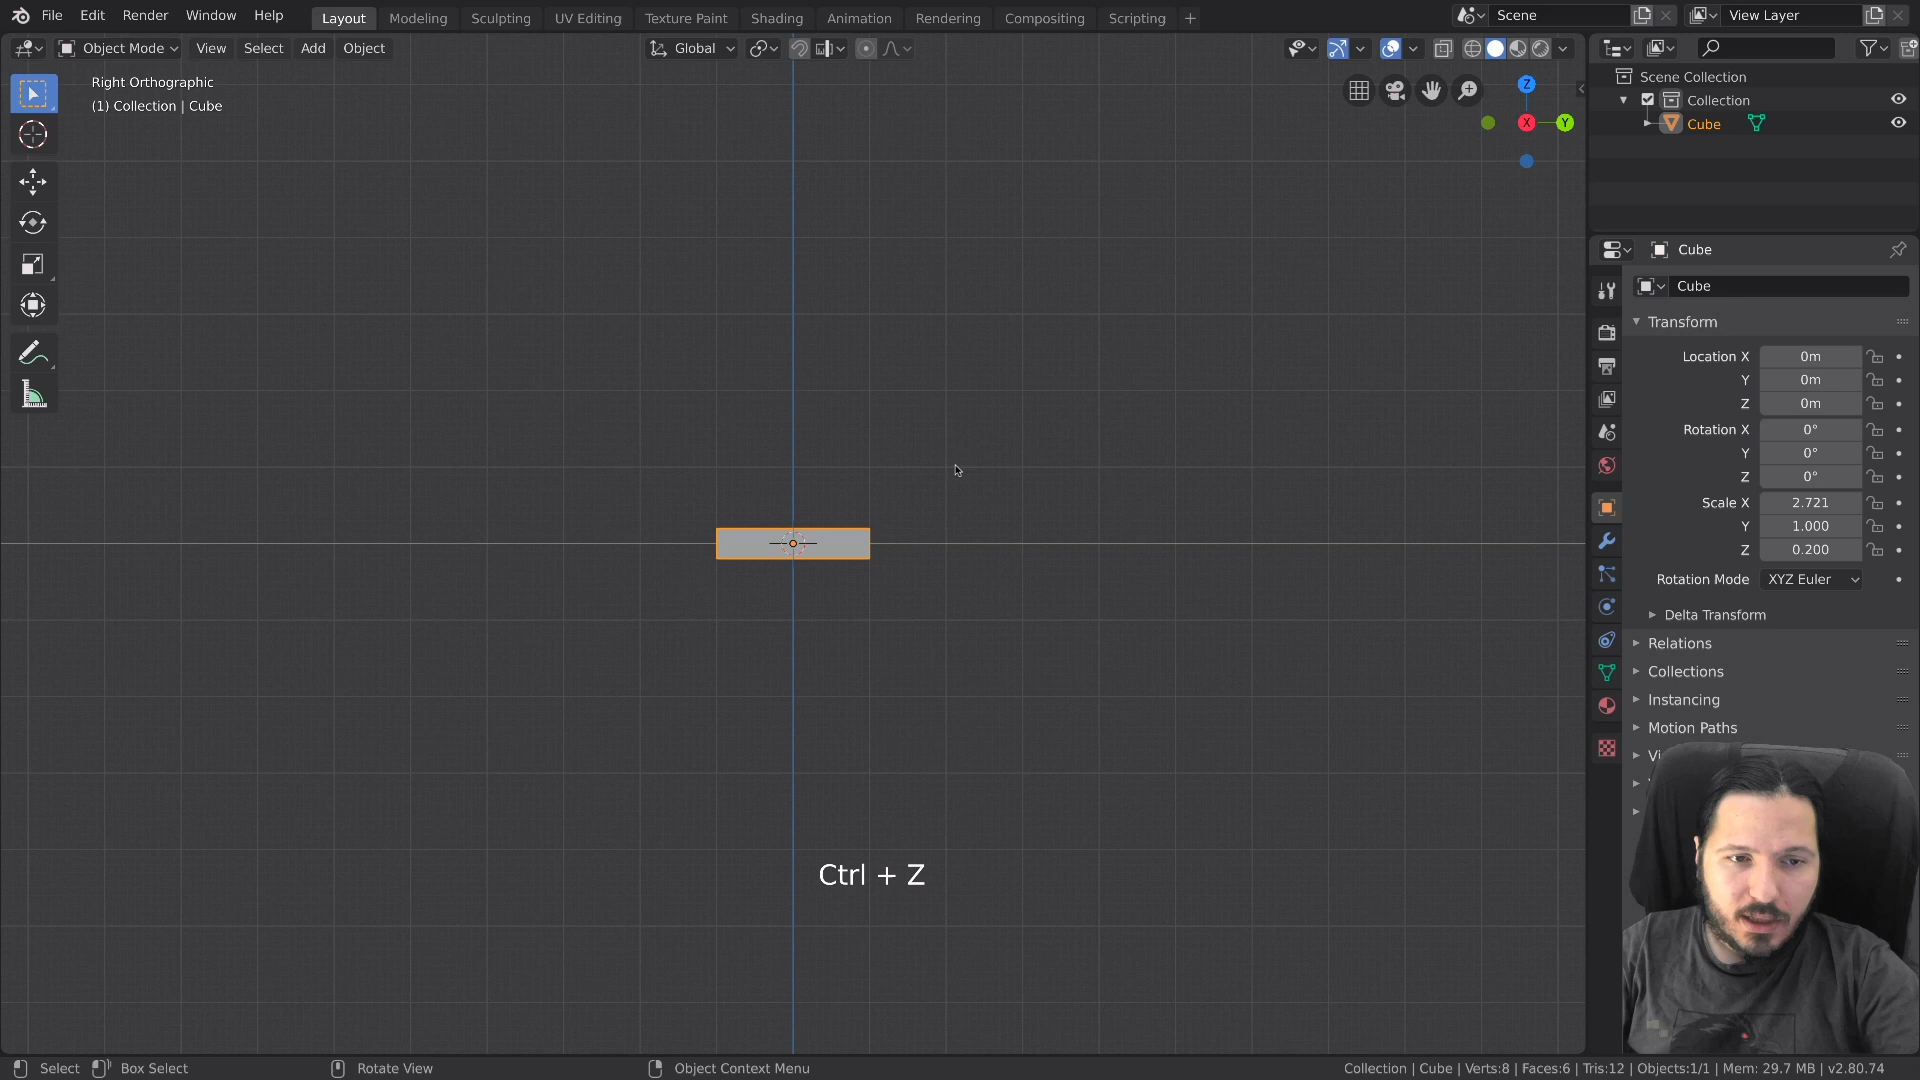 File Edit Render Window Help
Layout Modeling Sculpting UV Editing Texture Paint Shading Animation Rendering Compositing Scripting +
Scene
View Layer
Object Mode View Select Add Object
Global
Right Orthographic
(1) Collection | Cube
Z
X
Y
Scene Collection
Collection
Cube
Cube
Cube
Transform
Location X 0m
Y 0m
Z 0m
Rotation X 0°
Y 0°
Z 0°
Scale X 2.721
Y 1.000
Z 0.200
Rotation Mode XYZ Euler
Delta Transform
Relations
Collections
Instancing
Motion Paths
Ctrl + Z
Select Box Select Rotate View Object Context Menu
Collection | Cube | Verts:8 | Faces:6 | Tris:12 | Objects:1/1 | Mem: 29.7 MB | v2.80.74